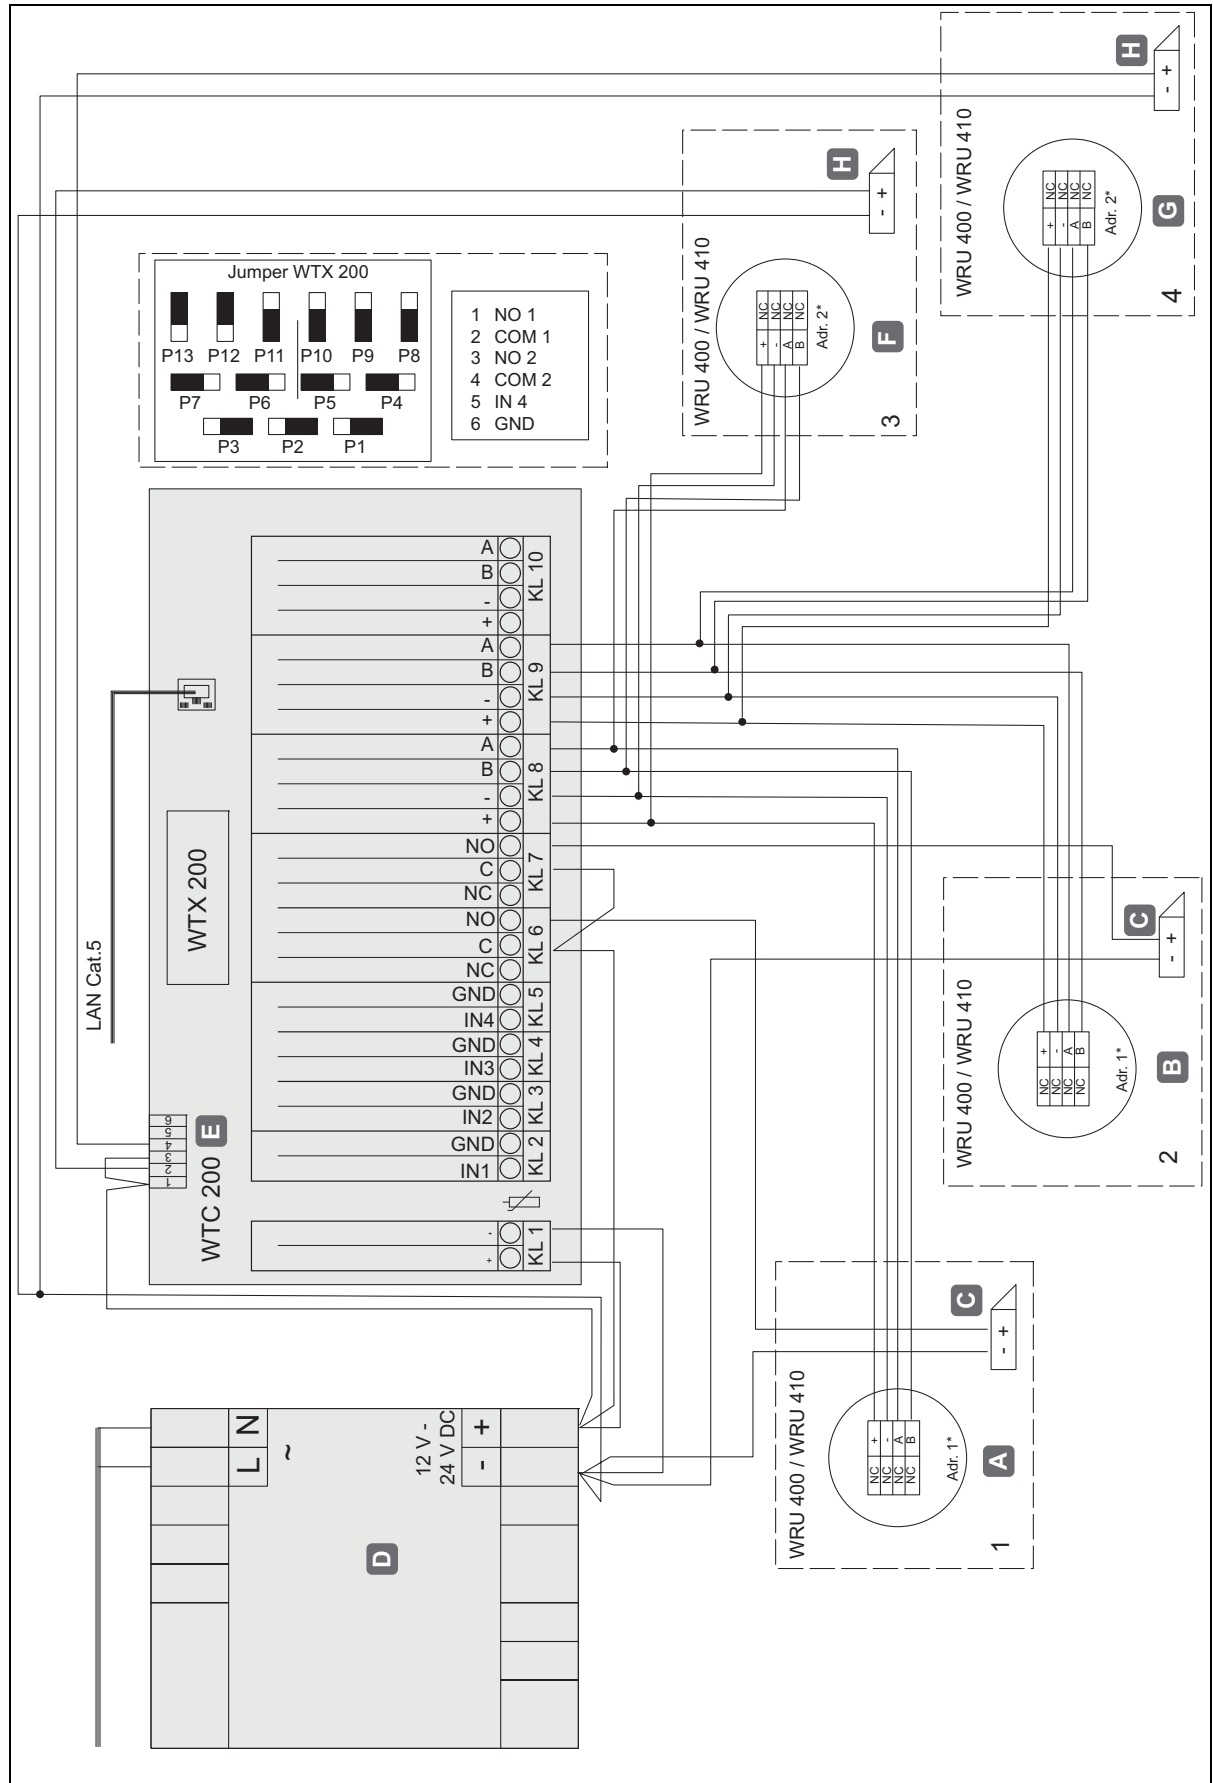 Jumper WTX 200
P13 P12 P11 P10 P9 P8
P7 P6 P5 P4
P3 P2 P1
1 NO 1
2 COM 1
3 NO 2
4 COM 2
5 IN 4
6 GND
LAN Cat.5
WTX 200
WTC 200
E
1 2 3 4 5 6
A
B
-
+
KL 10
A
B
-
+
KL 9
A
B
-
+
KL 8
NO
C
NC
KL 7
NO
C
NC
KL 6
GND
IN4
KL 5
GND
IN3
KL 4
GND
IN2
KL 3
GND
IN1
KL 2
-
+
KL 1
L N
~
12 V -
24 V DC
- +
D
WRU 400 / WRU 410
H
- +
+ NC
- NC
A NC
B NC
Adr. 2*
F
3
WRU 400 / WRU 410
H
- +
+ NC
- NC
A NC
B NC
Adr. 2*
G
4
WRU 400 / WRU 410
C
- +
NC +
NC -
NC A
NC B
Adr. 1*
B
2
WRU 400 / WRU 410
C
- +
NC +
NC -
NC A
NC B
Adr. 1*
A
1